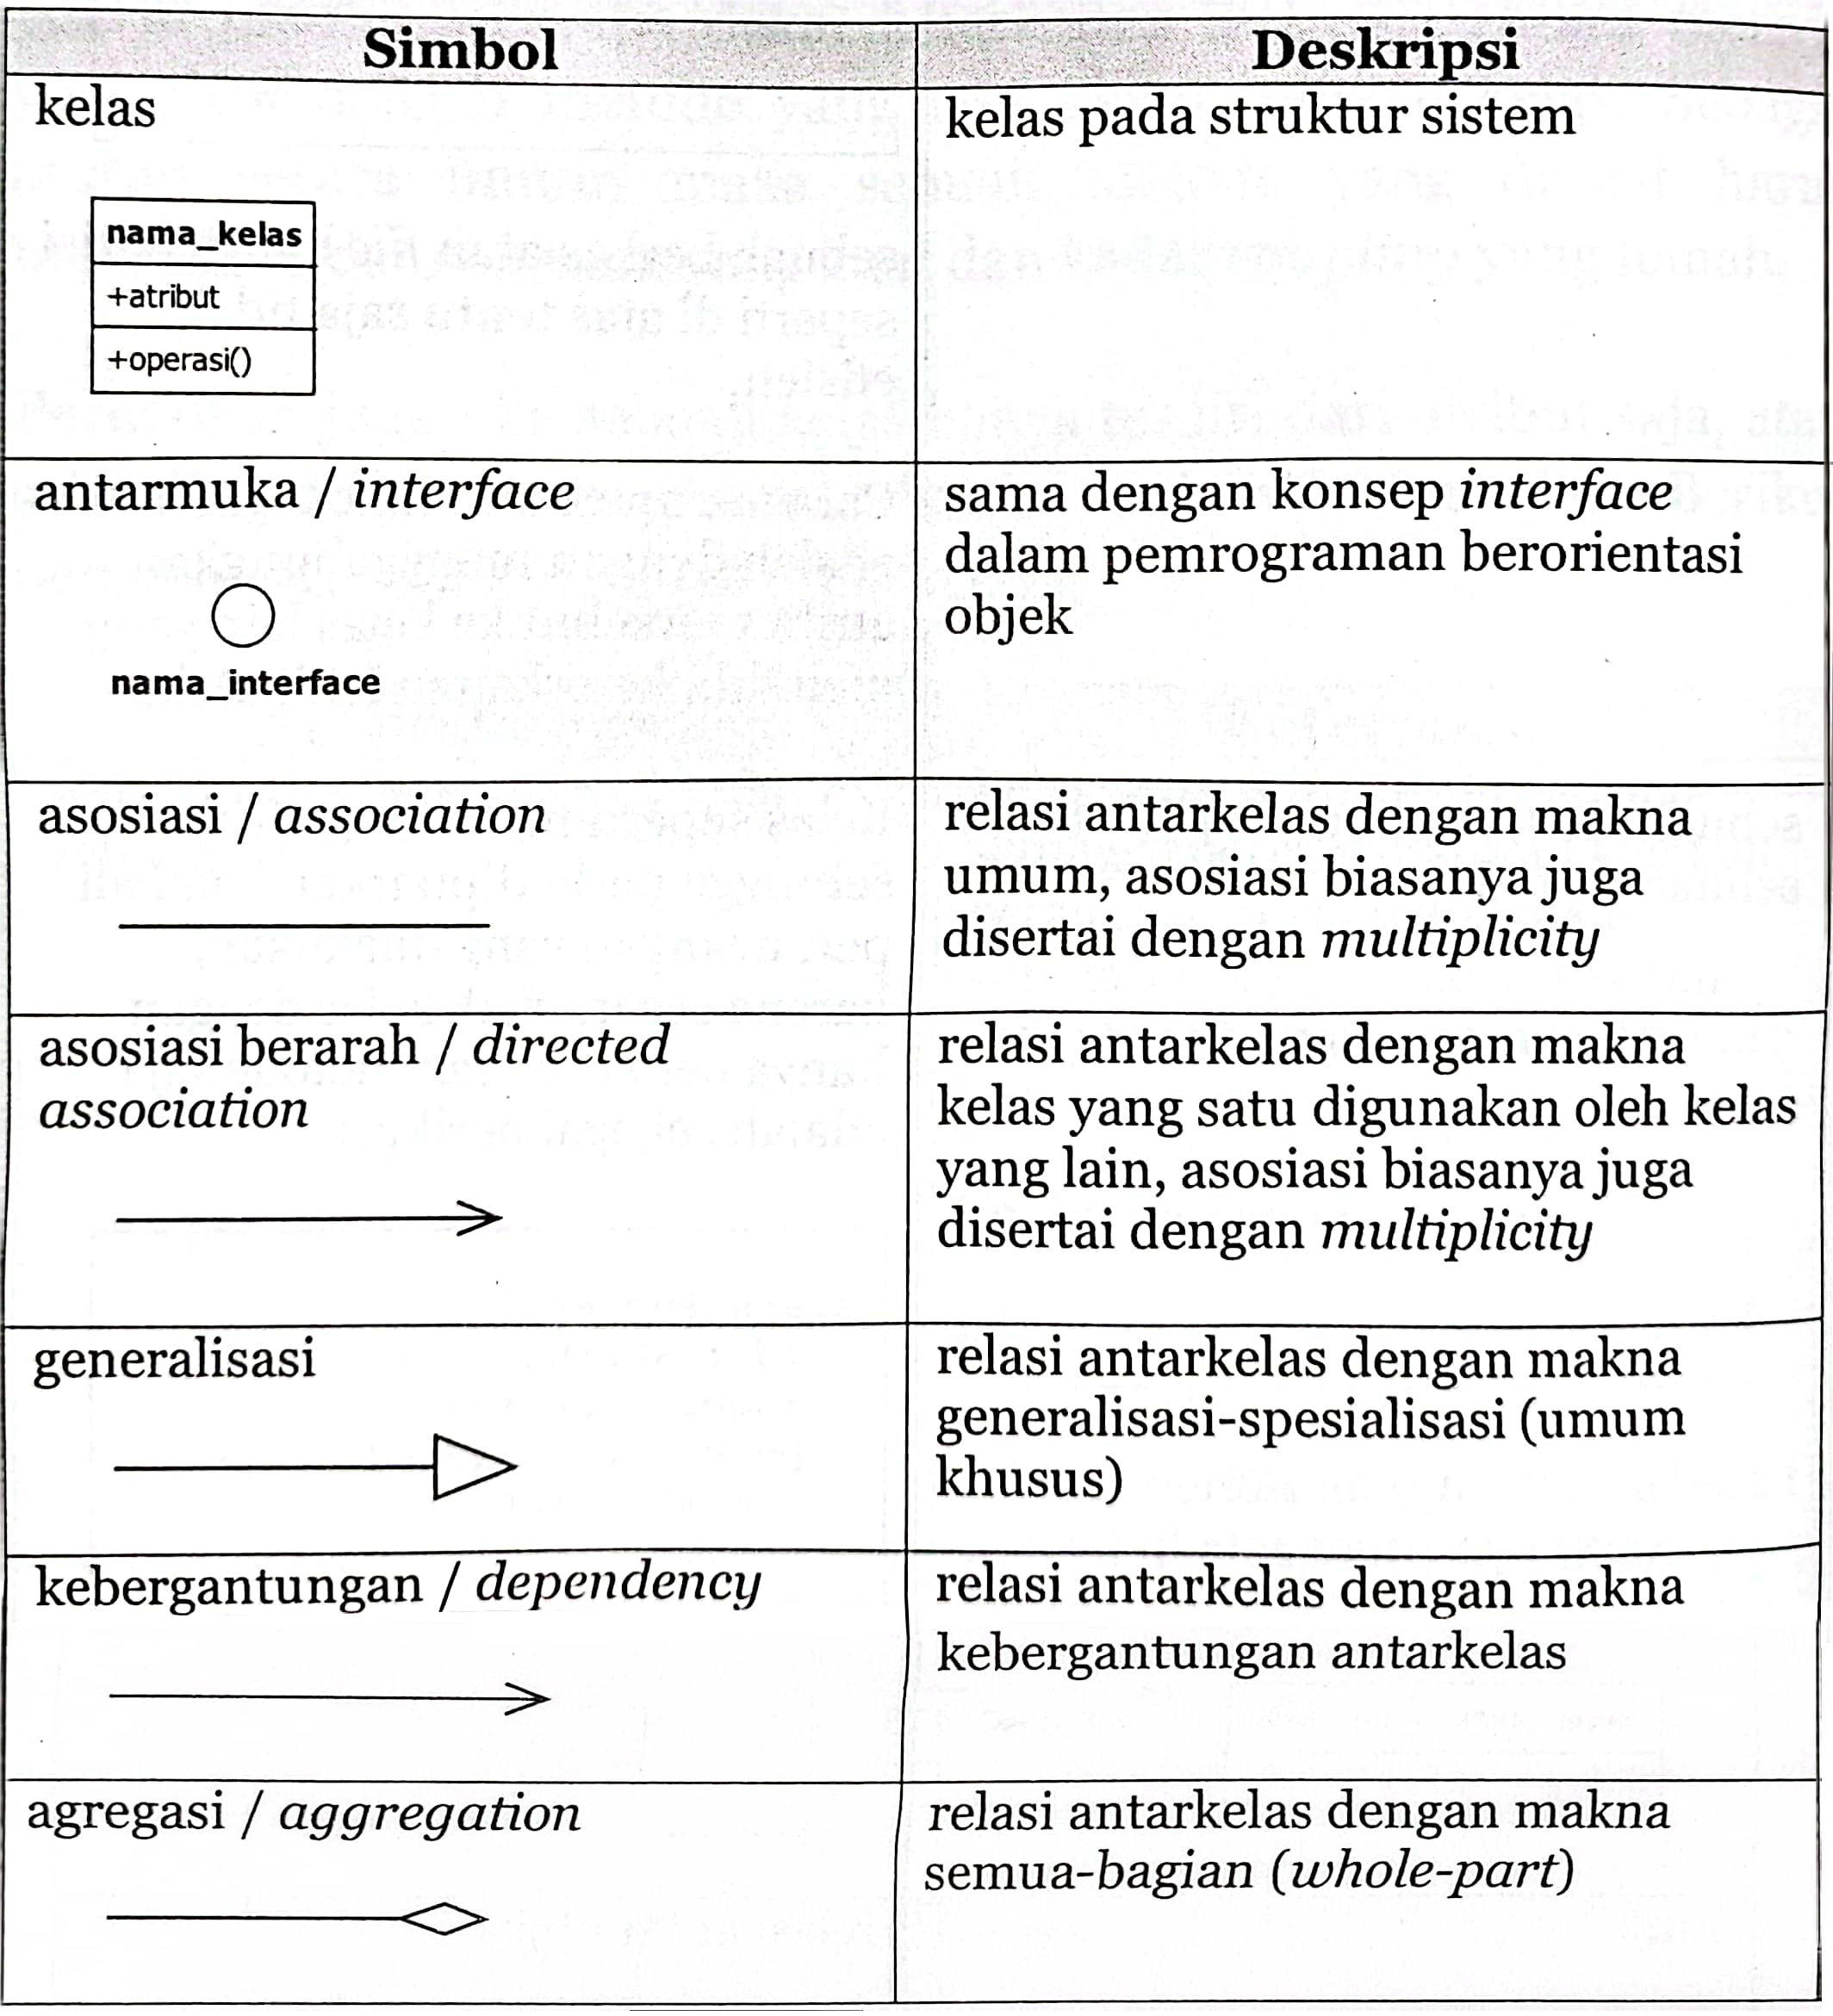 Simbol
Deskripsi
kelas
kelas pada struktur sistem
nama_kelas
+atribut
+operasi()
antarmuka / interface
sama dengan konsep interface
dalam pemrograman berorientasi
objek
nama_interface
asosiasi / association
relasi antarkelas dengan makna
umum, asosiasi biasanya juga
disertai dengan multiplicity
asosiasi berarah / directed
association
relasi antarkelas dengan makna
kelas yang satu digunakan oleh kelas
yang lain, asosiasi biasanya juga
disertai dengan multiplicity
generalisasi
relasi antarkelas dengan makna
generalisasi-spesialisasi (umum
khusus)
kebergantungan / dependency
relasi antarkelas dengan makna
kebergantungan antarkelas
agregasi / aggregation
relasi antarkelas dengan makna
semua-bagian (whole-part)